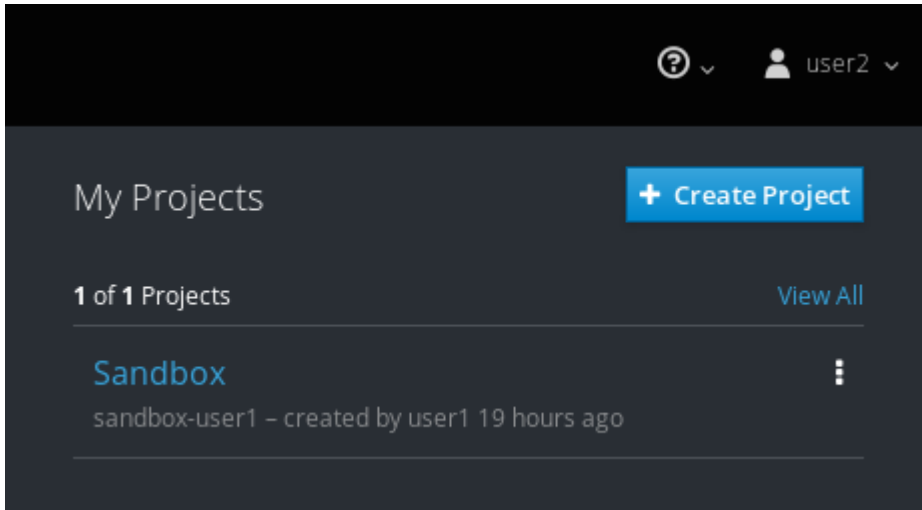 user2
My Projects
Create Project
1 of 1 Projects
View All
Sandbox
sandbox-user1 – created by user1 19 hours ago